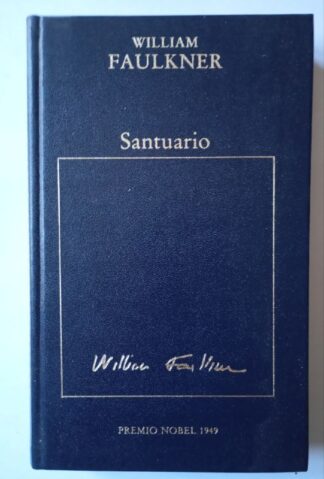 WILLIAM
FAULKNER
Santuario
William Faulkner
PREMIO NOBEL 1949